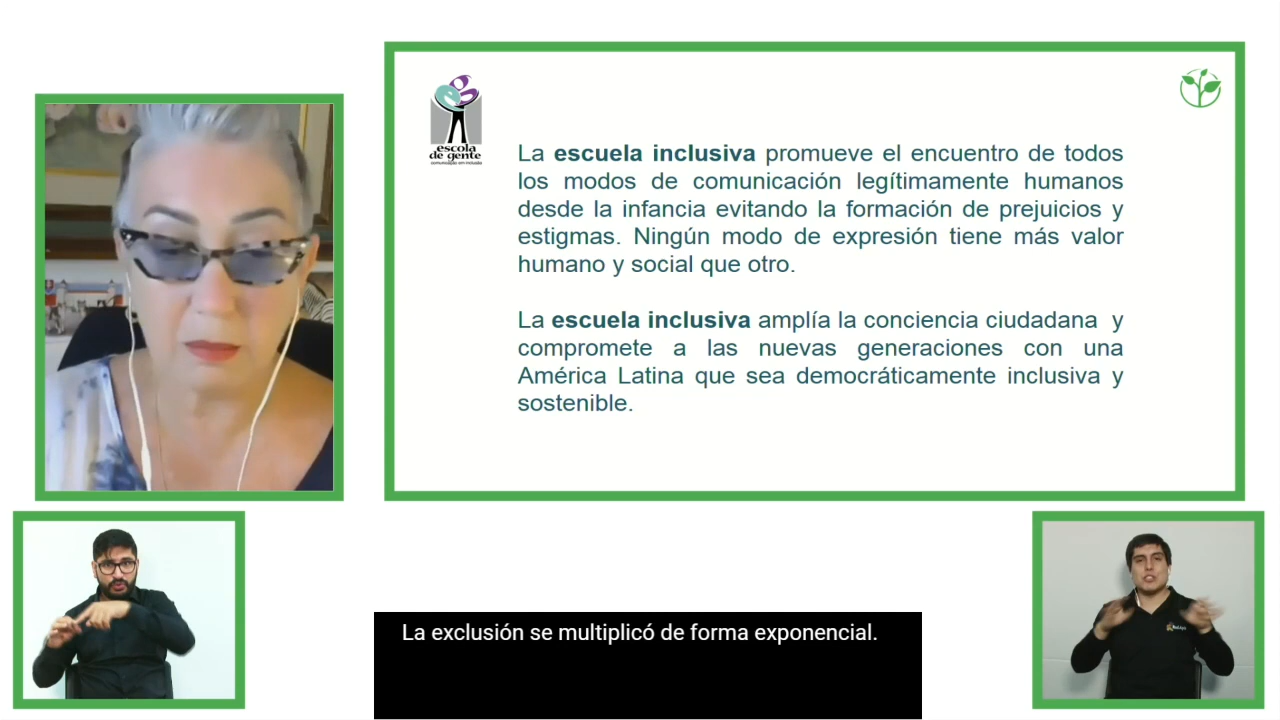 escola
de gente
comunicação em inclusão
La escuela inclusiva promueve el encuentro de todos
los modos de comunicación legítimamente humanos
desde la infancia evitando la formación de prejuicios y
estigmas. Ningún modo de expresión tiene más valor
humano y social que otro.
La escuela inclusiva amplía la conciencia ciudadana y
compromete a las nuevas generaciones con una
América Latina que sea democráticamente inclusiva y
sostenible.
La exclusión se multiplicó de forma exponencial.